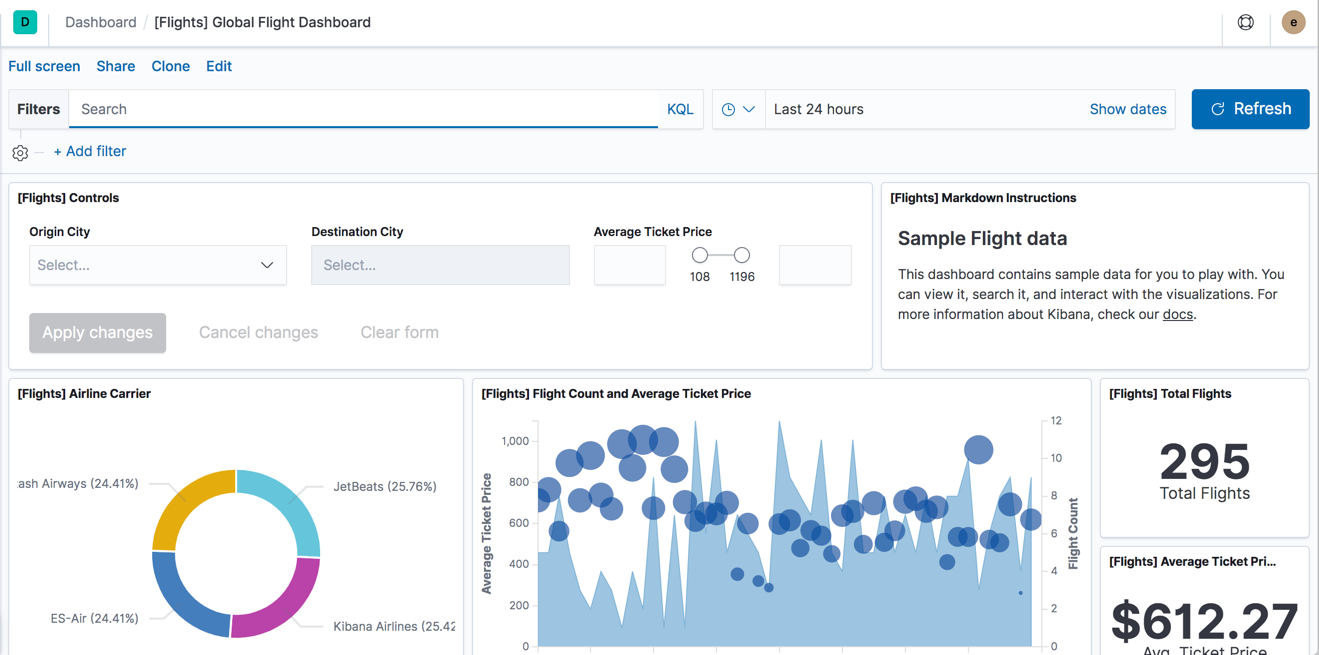 D
Dashboard / [Flights] Global Flight Dashboard
e
Full screen Share Clone Edit
Filters Search KQL Last 24 hours Show dates Refresh
+ Add filter
[Flights] Controls
Origin City Destination City Average Ticket Price
Select... Select...
108 1196
Apply changes Cancel changes Clear form
[Flights] Markdown Instructions
Sample Flight data
This dashboard contains sample data for you to play with. You
can view it, search it, and interact with the visualizations. For
more information about Kibana, check our docs.
[Flights] Airline Carrier
ash Airways (24.41%)
JetBeats (25.76%)
ES-Air (24.41%)
Kibana Airlines (25.42
[Flights] Flight Count and Average Ticket Price
Average Ticket Price
1,000
800
600
400
200
0
12
10
8
6
4
2
0
Flight Count
[Flights] Total Flights
295
Total Flights
[Flights] Average Ticket Pri...
$612.27
Avg. Ticket Price